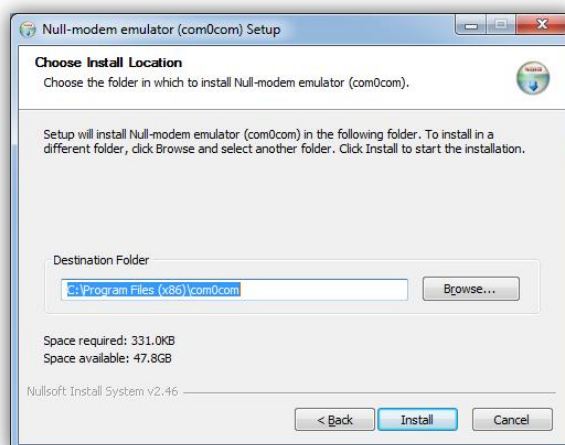 Null-modem emulator (com0com) Setup
Choose Install Location
Choose the folder in which to install Null-modem emulator (com0com).
Setup will install Null-modem emulator (com0com) in the following folder. To install in a
different folder, click Browse and select another folder. Click Install to start the installation.
Destination Folder
C:\Program Files (x86)\com0com
Browse...
Space required: 331.0KB
Space available: 47.8GB
Nullsoft Install System v2.46
< Back Install Cancel